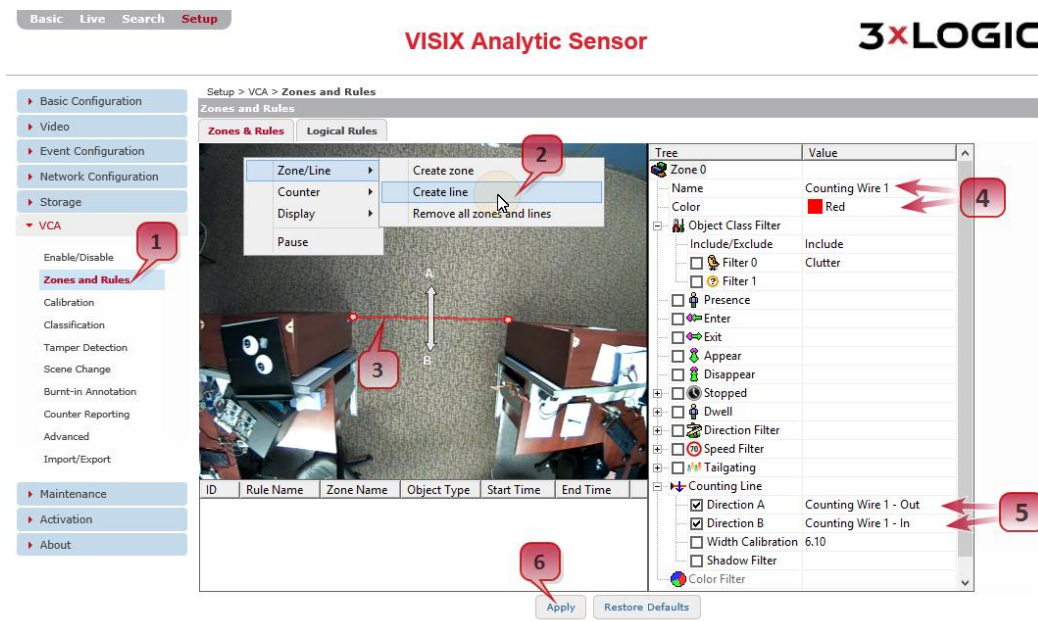 Basic Live Search Setup
VISIX Analytic Sensor
3xLOGIC
Setup > VCA > Zones and Rules
Zones and Rules
Zones & Rules Logical Rules
Basic Configuration
Video
Event Configuration
Network Configuration
Storage
VCA
1
Enable/Disable
Zones and Rules
Calibration
Classification
Tamper Detection
Scene Change
Burnt-in Annotation
Counter Reporting
Advanced
Import/Export
Maintenance
Activation
About
Zone/Line
Counter
Display
Pause
2
Create zone
Create line
Remove all zones and lines
A
B
3
ID Rule Name Zone Name Object Type Start Time End Time
Tree Value
Zone 0
Name Counting Wire 1
Color Red
4
Object Class Filter
Include/Exclude Include
Filter 0 Clutter
Filter 1
Presence
Enter
Exit
Appear
Disappear
Stopped
Dwell
Direction Filter
70 Speed Filter
Tailgating
Counting Line
Direction A Counting Wire 1 - Out
Direction B Counting Wire 1 - In
5
Width Calibration 6.10
Shadow Filter
Color Filter
6
Apply Restore Defaults